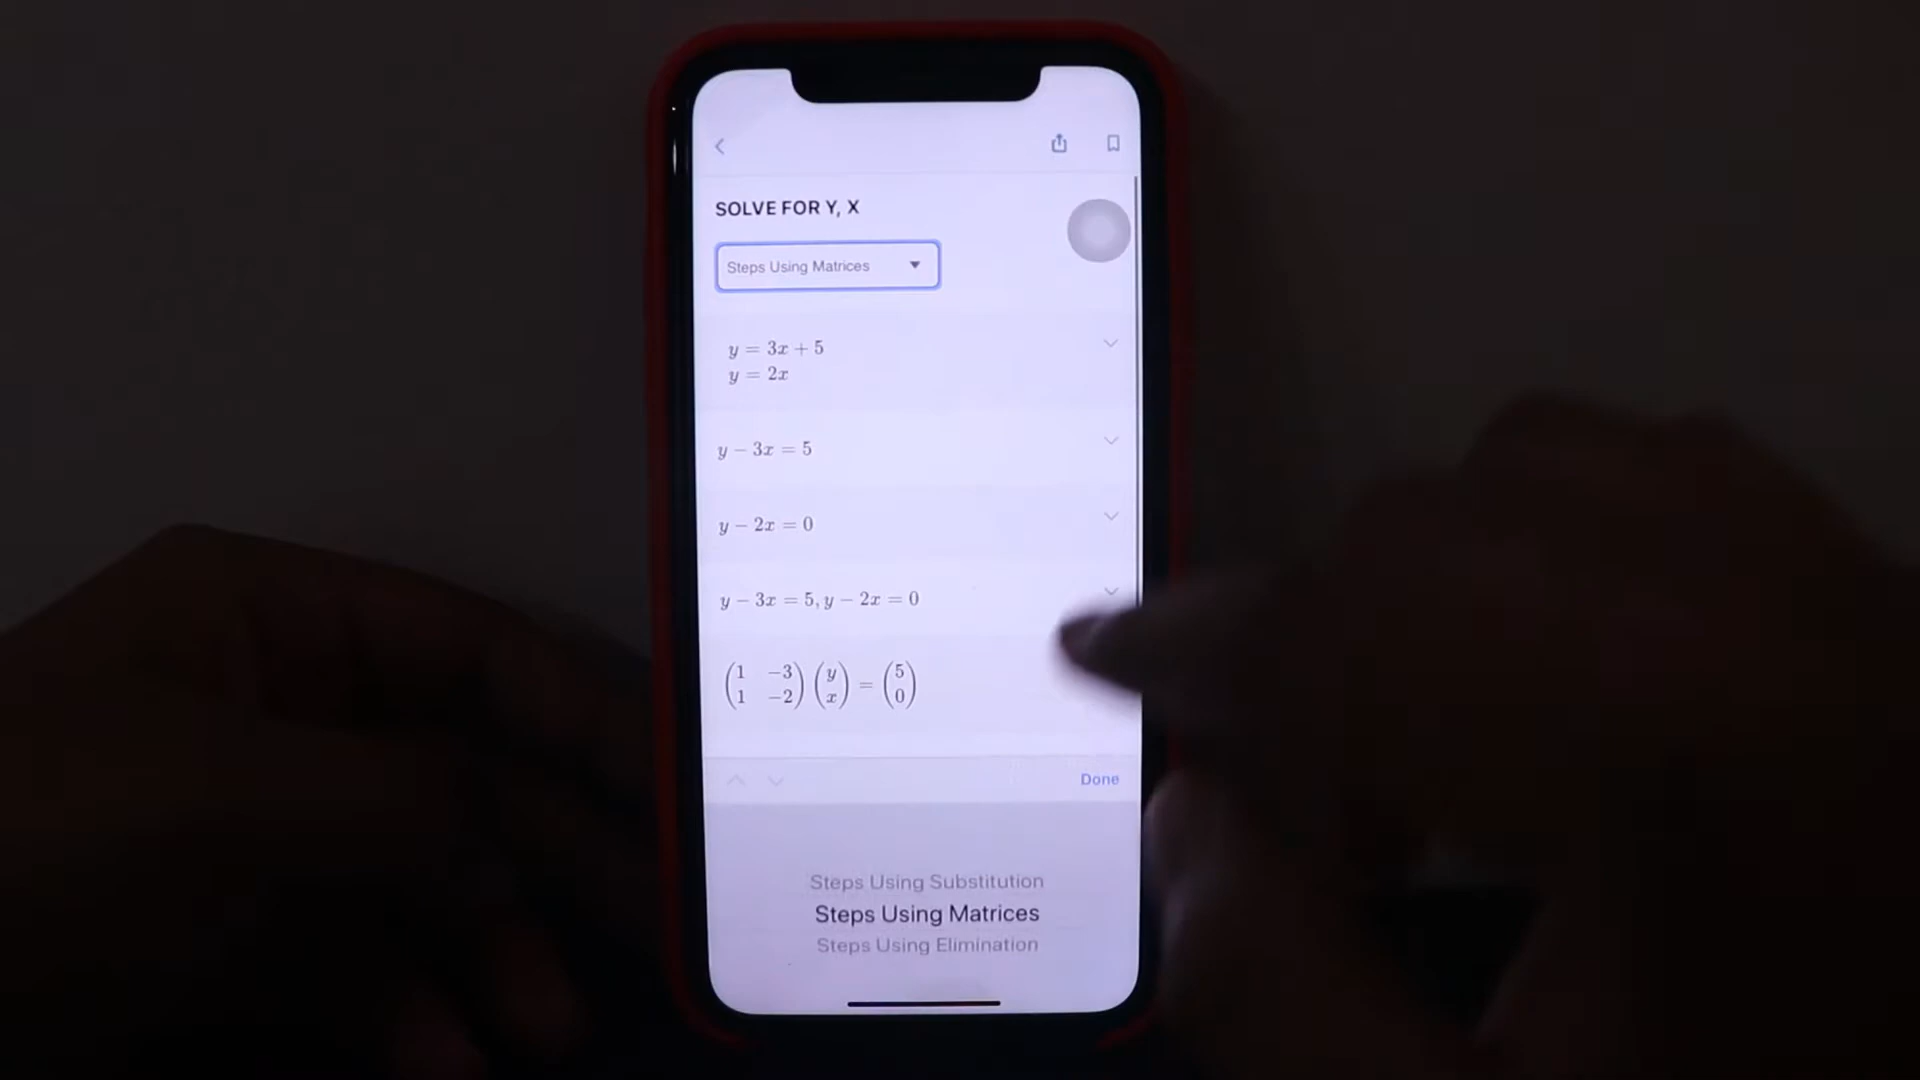 SOLVE FOR Y, X
Steps Using Matrices
y = 3x + 5
y = 2x
y − 3x = 5
y − 2x = 0
y − 3x = 5, y − 2x = 0
(1 −3) (y) = (5)
(1 −2) (x) (0)
Done
Steps Using Substitution
Steps Using Matrices
Steps Using Elimination